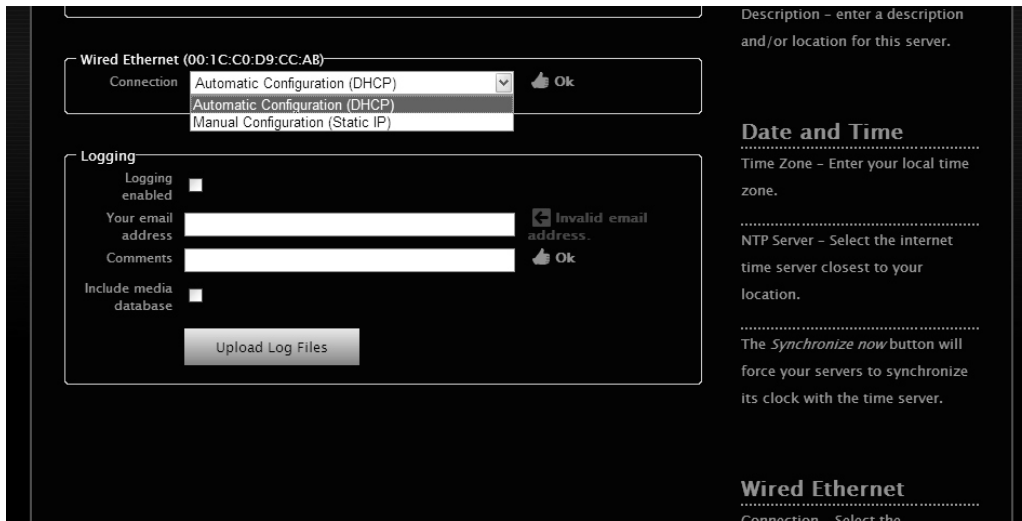 Wired Ethernet (00:1C:C0:D9:CC:AB)
Connection
Automatic Configuration (DHCP)
Ok
Automatic Configuration (DHCP)
Manual Configuration (Static IP)
Logging
Logging
enabled
Your email
address
Invalid email
address.
Comments
Ok
Include media
database
Upload Log Files
Description – enter a description
and/or location for this server.
Date and Time
Time Zone – Enter your local time
zone.
NTP Server – Select the internet
time server closest to your
location.
The Synchronize now button will
force your servers to synchronize
its clock with the time server.
Wired Ethernet
Connection – Select the